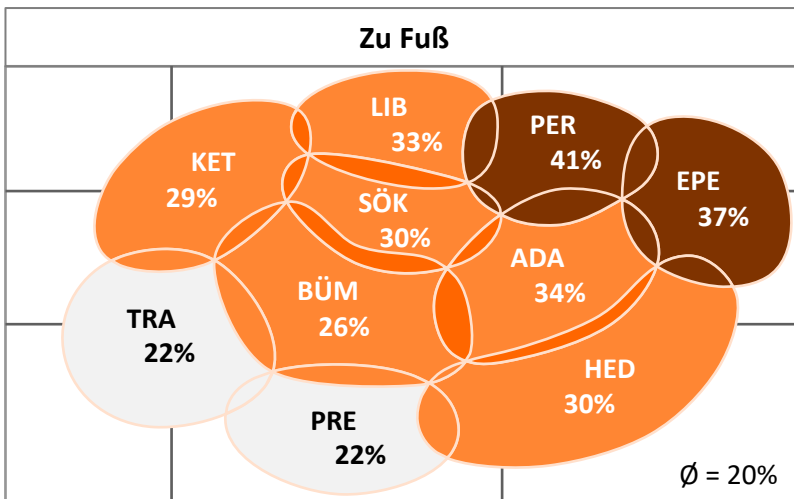 Zu Fuß
LIB
33%
PER
41%
KET
29%
EPE
37%
SÖK
30%
ADA
34%
BÜM
26%
TRA
22%
HED
30%
PRE
22%
Ø = 20%